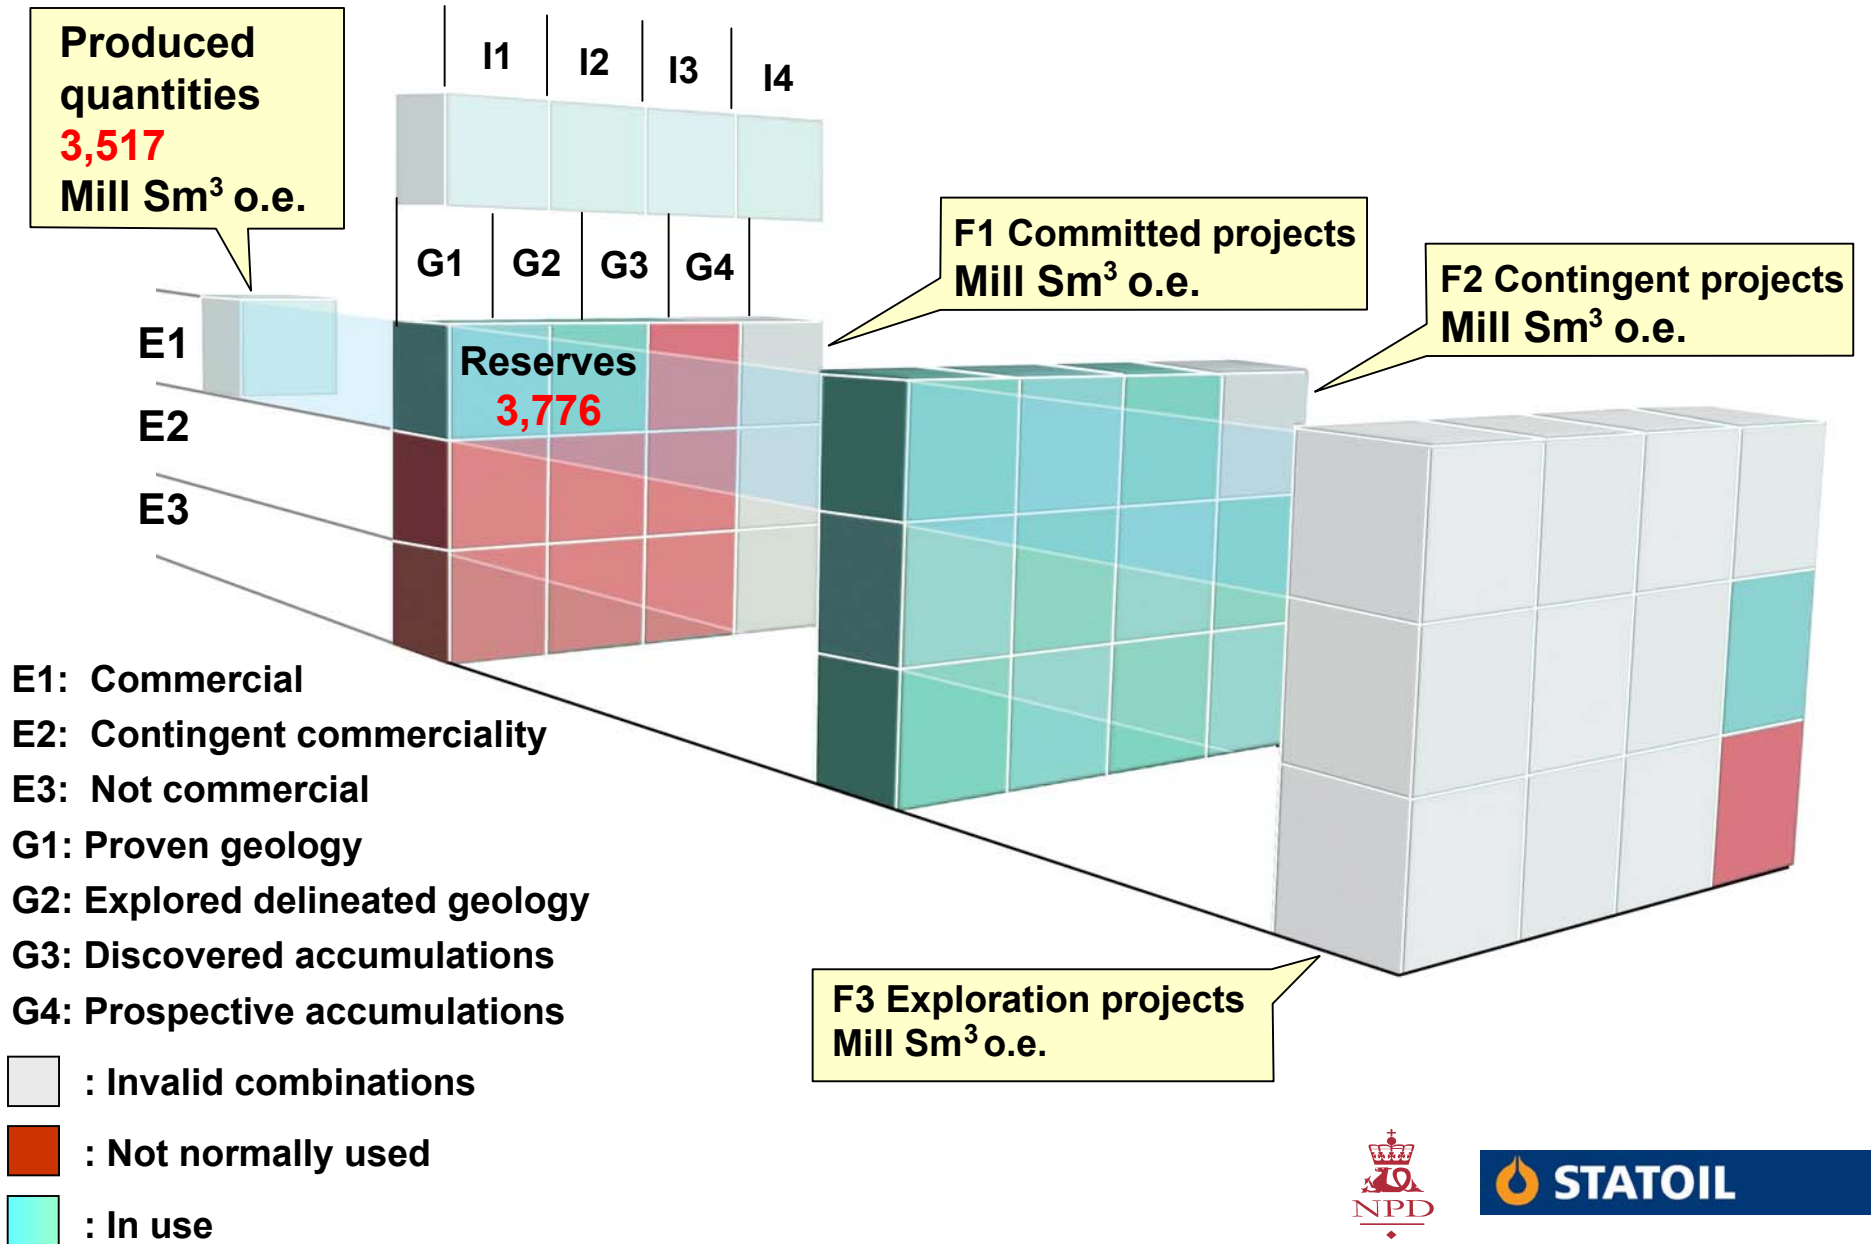 Produced
quantities
3,517
Mill Sm³ o.e.
I1
I2
I3
I4
G1
G2
G3
G4
F1 Committed projects
Mill Sm³ o.e.
F2 Contingent projects
Mill Sm³ o.e.
E1
E2
E3
Reserves
3,776
E1: Commercial
E2: Contingent commerciality
E3: Not commercial
G1: Proven geology
G2: Explored delineated geology
G3: Discovered accumulations
G4: Prospective accumulations
F3 Exploration projects
Mill Sm³ o.e.
: Invalid combinations
: Not normally used
: In use
NPD
STATOIL